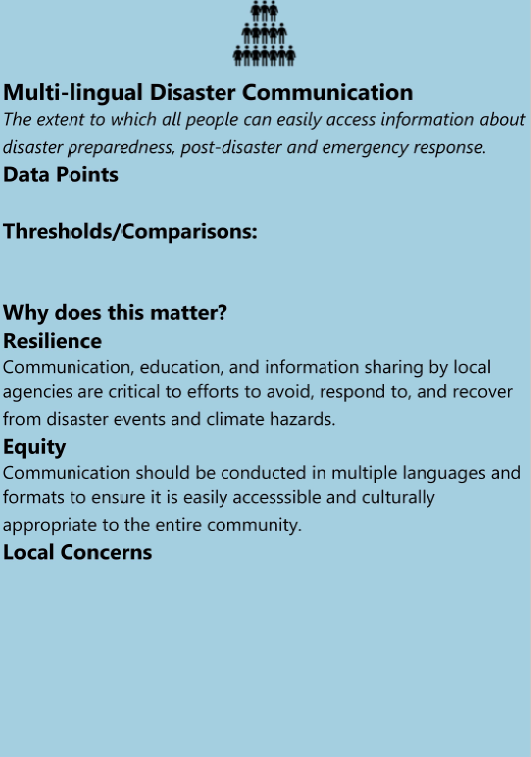 Multi-lingual Disaster Communication
The extent to which all people can easily access information about
disaster preparedness, post-disaster and emergency response.
Data Points
Thresholds/Comparisons:
Why does this matter?
Resilience
Communication, education, and information sharing by local
agencies are critical to efforts to avoid, respond to, and recover
from disaster events and climate hazards.
Equity
Communication should be conducted in multiple languages and
formats to ensure it is easily accesssible and culturally
appropriate to the entire community.
Local Concerns